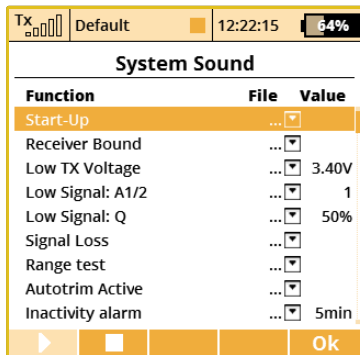 Tx Default 12:22:15 64%
System Sound
Function File Value
Start-Up ...
Receiver Bound ...
Low TX Voltage ... 3.40V
Low Signal: A1/2 ... 1
Low Signal: Q ... 50%
Signal Loss ...
Range test ...
Autotrim Active ...
Inactivity alarm ... 5min
Ok